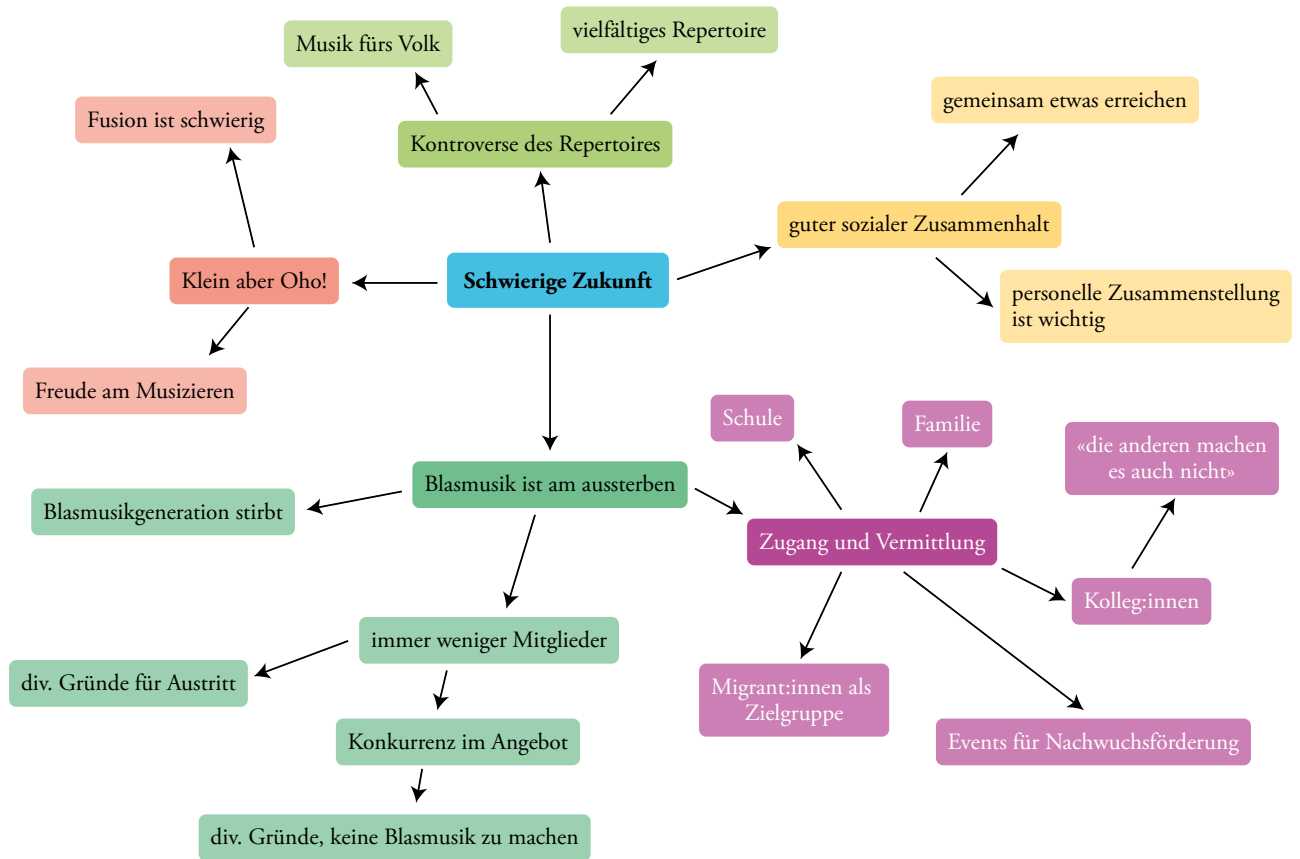 vielfältiges Repertoire
Musik fürs Volk
gemeinsam etwas erreichen
Fusion ist schwierig
Kontroverse des Repertoires
guter sozialer Zusammenhalt
Klein aber Oho!
Schwierige Zukunft
personelle Zusammenstellung
ist wichtig
Freude am Musizieren
Schule
Familie
«die anderen machen
es auch nicht»
Blasmusik ist am aussterben
Blasmusikgeneration stirbt
Zugang und Vermittlung
Kolleg:innen
immer weniger Mitglieder
div. Gründe für Austritt
Migrant:innen als
Zielgruppe
Konkurrenz im Angebot
Events für Nachwuchsförderung
div. Gründe, keine Blasmusik zu machen